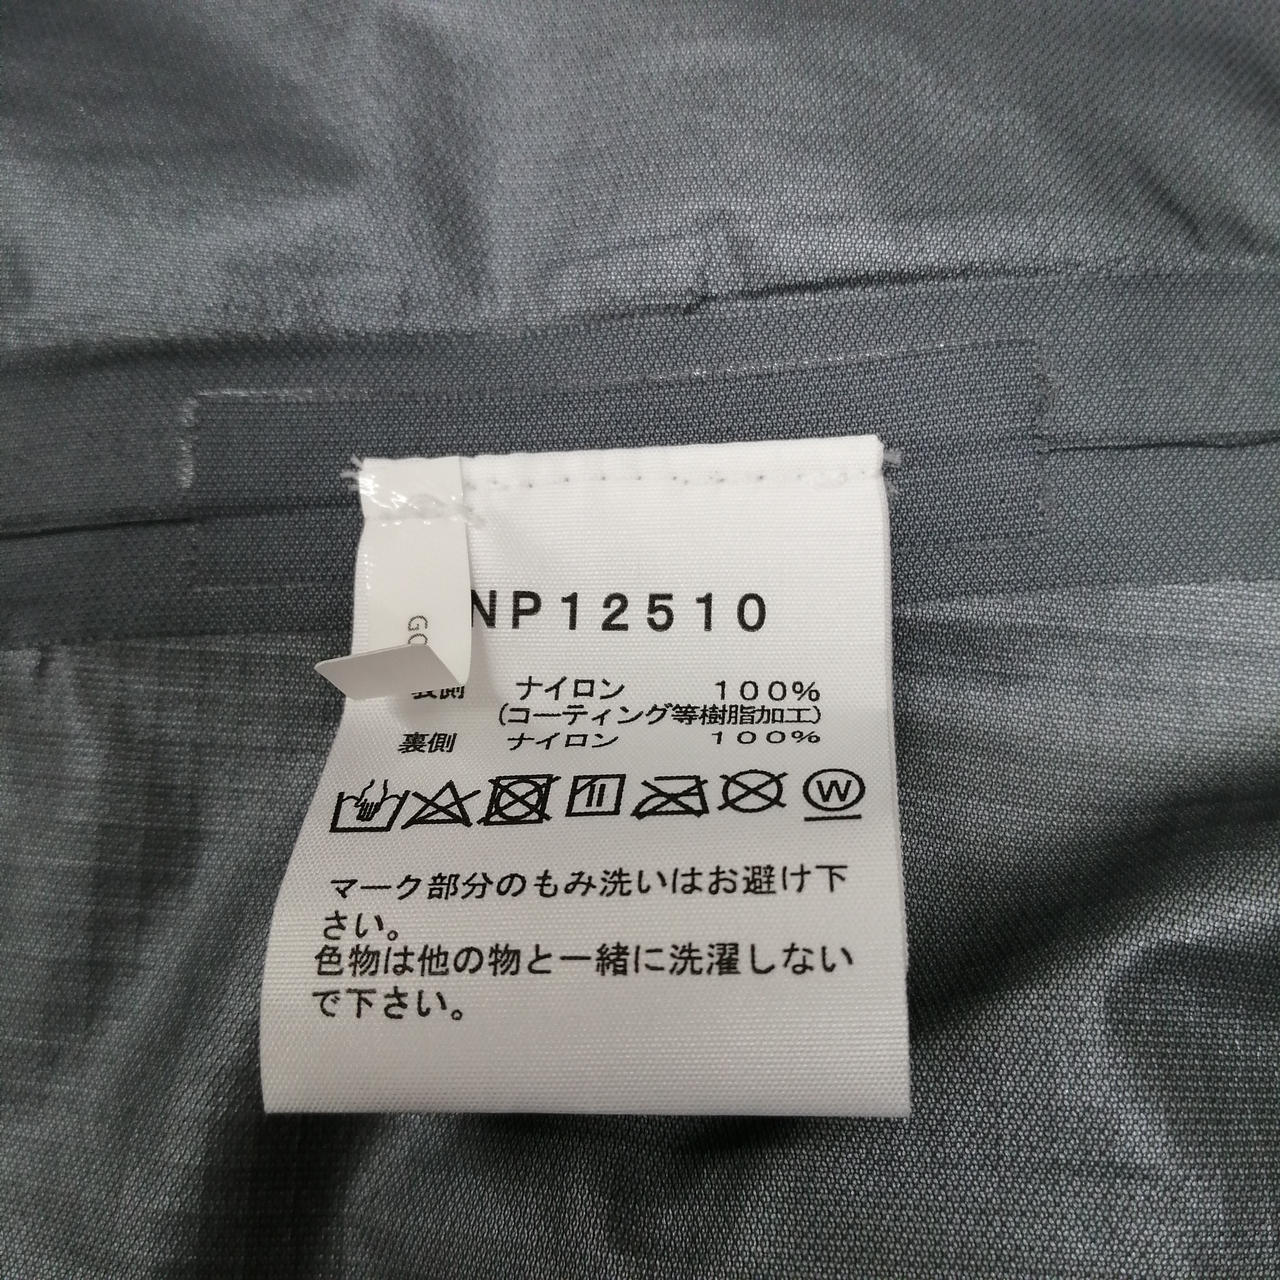 GO
NP12510
表側 ナイロン 100%
(コーティング等樹脂加工)
裏側 ナイロン 100%
W
マーク部分のもみ洗いはお避け下
さい。
色物は他の物と一緒に洗濯しない
で下さい。